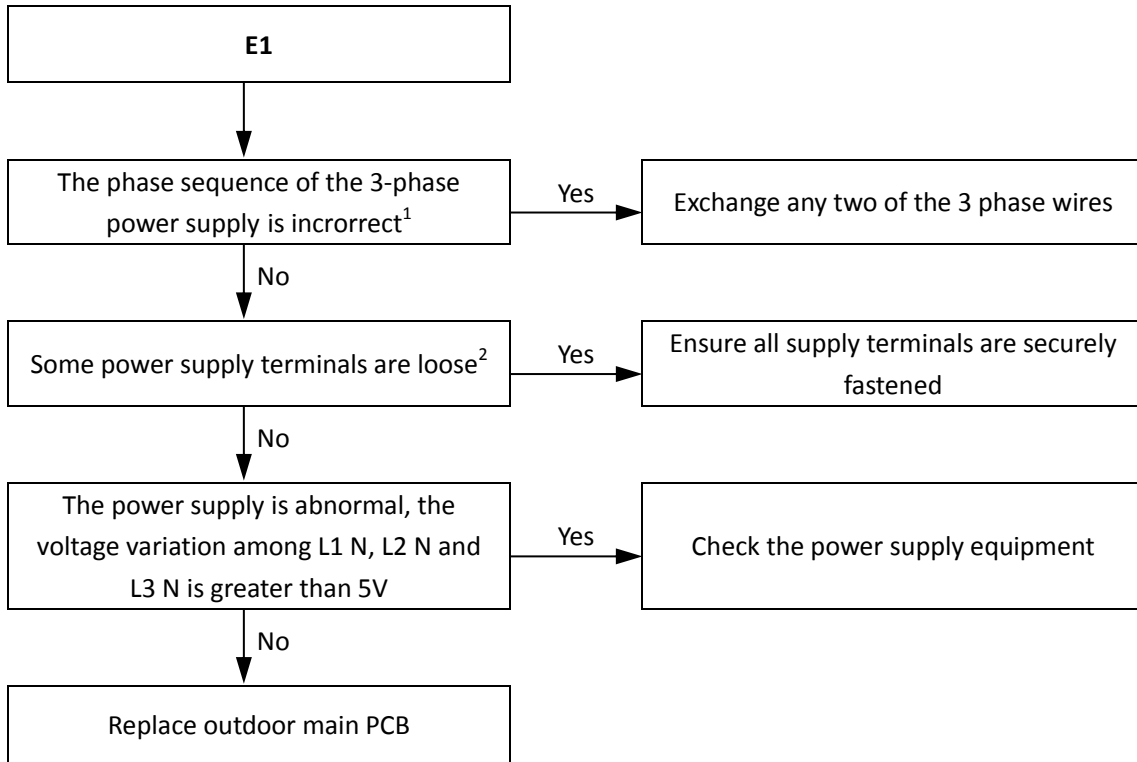 E1
The phase sequence of the 3-phase
power supply is incrorrect¹
Yes
Exchange any two of the 3 phase wires
No
Some power supply terminals are loose²
Yes
Ensure all supply terminals are securely
fastened
No
The power supply is abnormal, the
voltage variation among L1 N, L2 N and
L3 N is greater than 5V
Yes
Check the power supply equipment
No
Replace outdoor main PCB